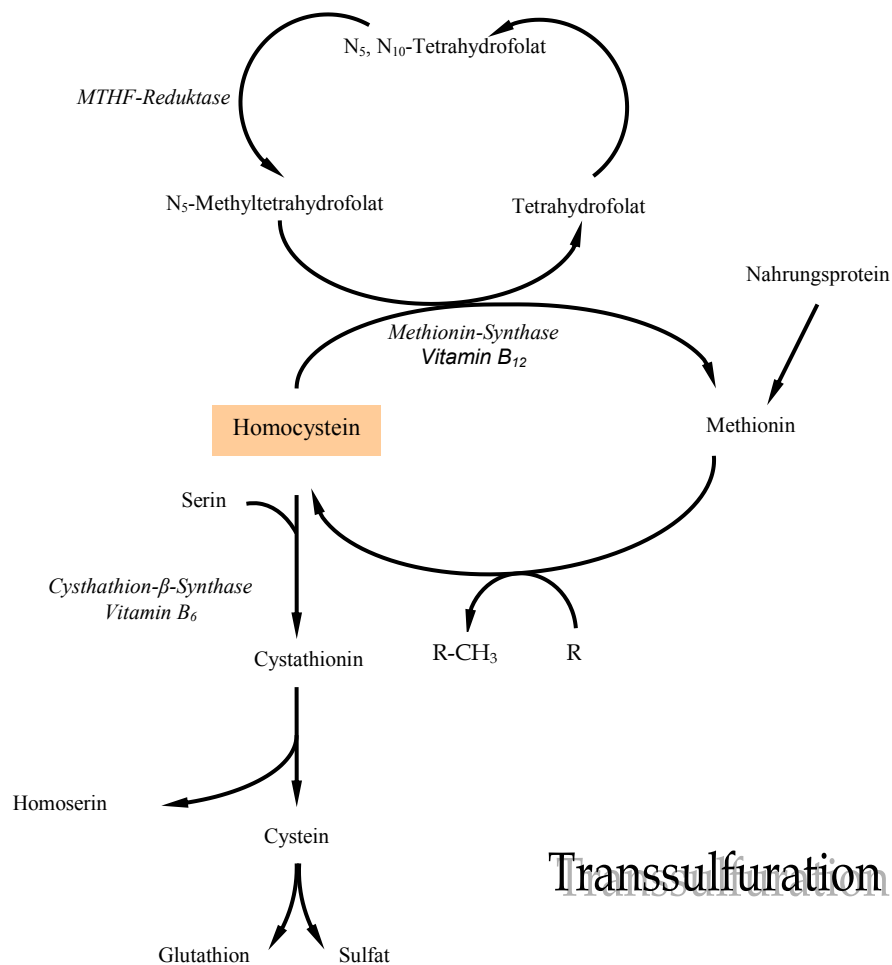 N₅, N₁₀-Tetrahydrofolat
MTHF-Reduktase
N₅-Methyltetrahydrofolat
Tetrahydrofolat
Nahrungsprotein
Methionin-Synthase
Vitamin B₁₂
Homocystein
Methionin
Serin
Cysthathion-β-Synthase
Vitamin B₆
Cystathionin
R-CH₃
R
Homoserin
Cystein
Transsulfuration
Glutathion
Sulfat